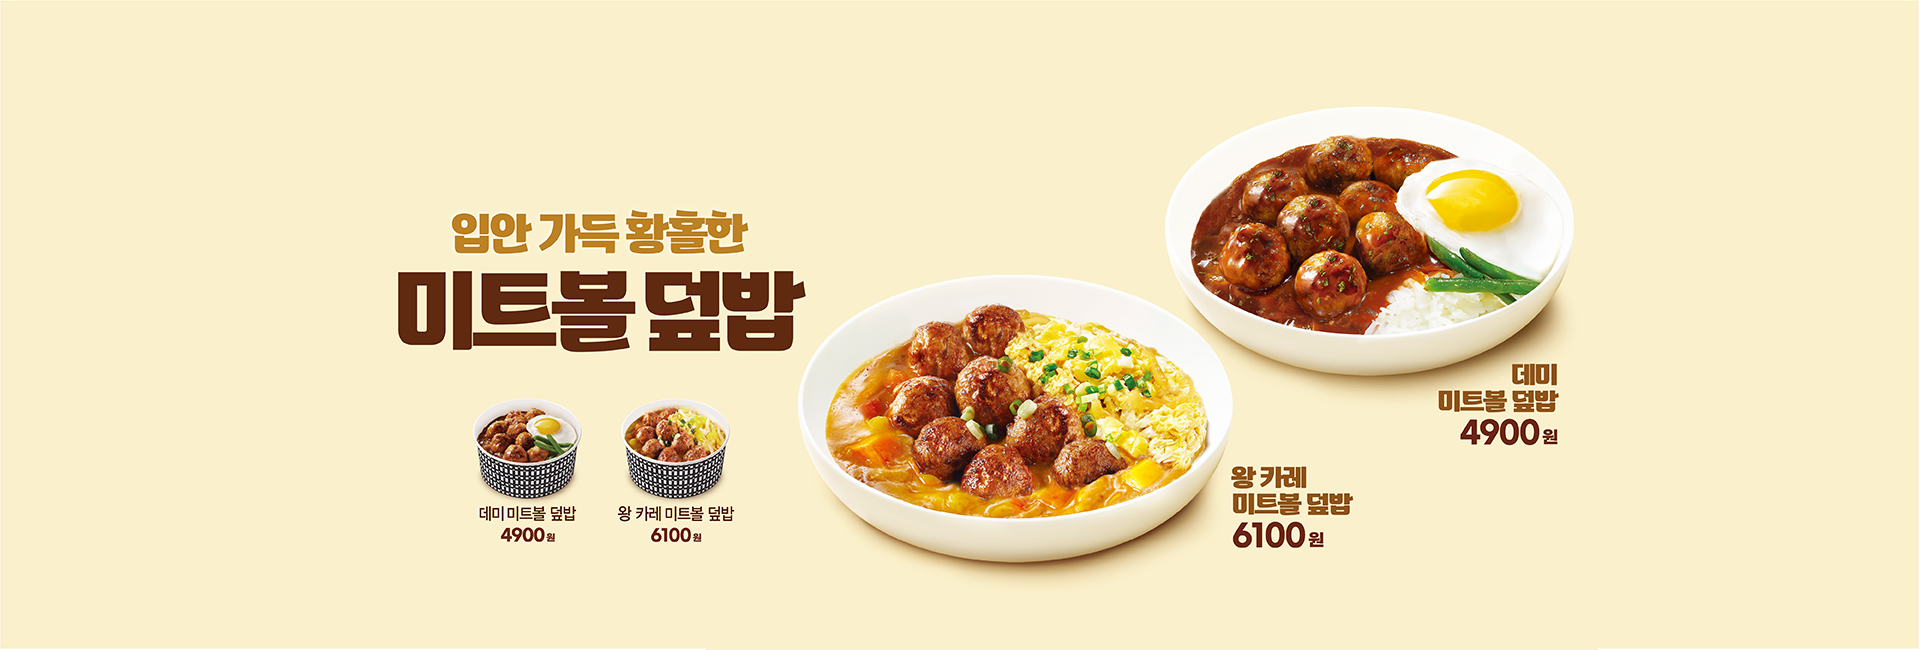 입안 가득 황홀한
미트볼 덮밥
데미 미트볼 덮밥
4900원
왕 카레 미트볼 덮밥
6100원
왕 카레
미트볼 덮밥
6100원
데미
미트볼 덮밥
4900원